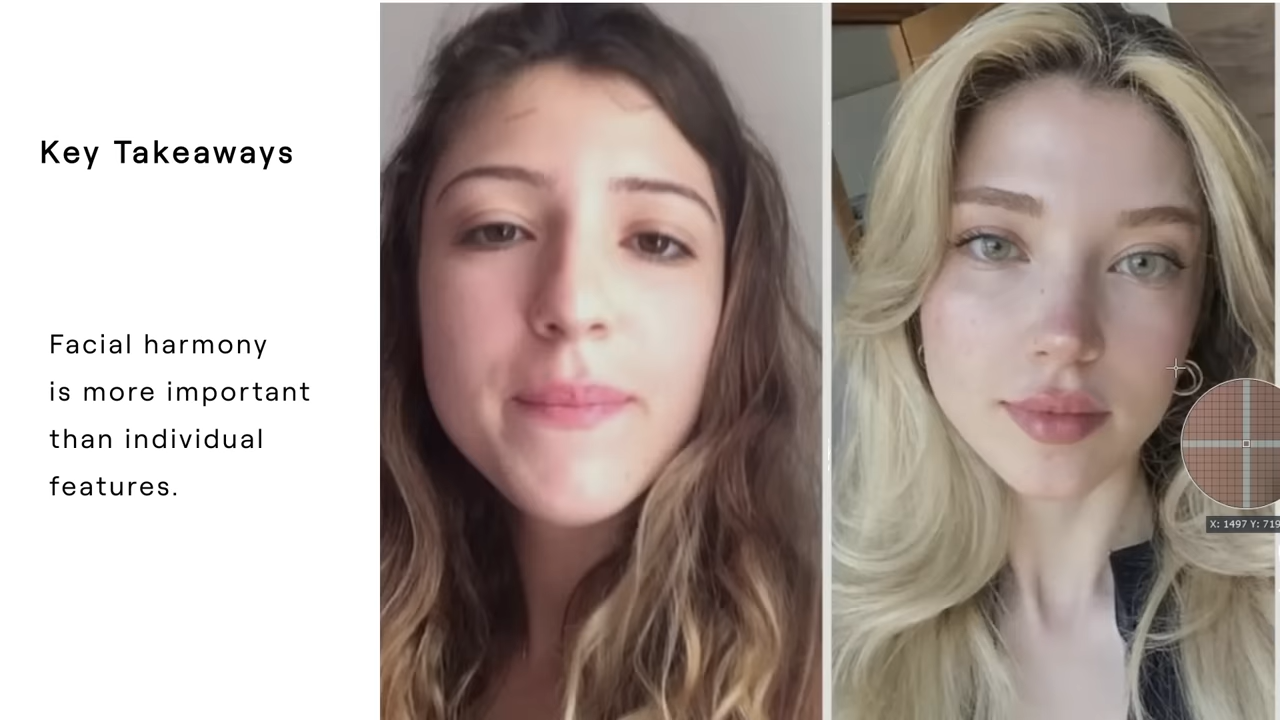 Key Takeaways
Facial harmony
is more important
than individual
features.
X: 1497 Y: 719